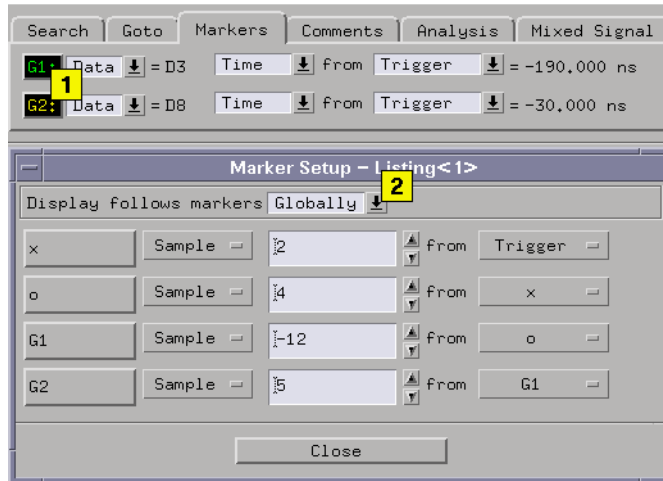 Search Goto Markers Comments Analysis Mixed Signal
G1: Data = D3 Time from Trigger = -190.000 ns
1
G2: Data = D8 Time from Trigger = -30.000 ns
Marker Setup - Listing<1>
2
Display follows markers Globally
x Sample 2 from Trigger
o Sample 4 from x
G1 Sample -12 from o
G2 Sample 5 from G1
Close